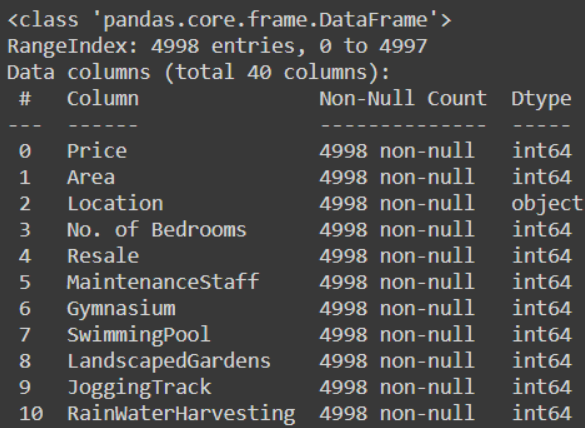 <class 'pandas.core.frame.DataFrame'>
RangeIndex: 4998 entries, 0 to 4997
Data columns (total 40 columns):
 #   Column              Non-Null Count  Dtype
---  ------              --------------  -----
 0   Price               4998 non-null   int64
 1   Area                4998 non-null   int64
 2   Location            4998 non-null   object
 3   No. of Bedrooms     4998 non-null   int64
 4   Resale              4998 non-null   int64
 5   MaintenanceStaff    4998 non-null   int64
 6   Gymnasium           4998 non-null   int64
 7   SwimmingPool        4998 non-null   int64
 8   LandscapedGardens   4998 non-null   int64
 9   JoggingTrack        4998 non-null   int64
 10  RainWaterHarvesting 4998 non-null   int64